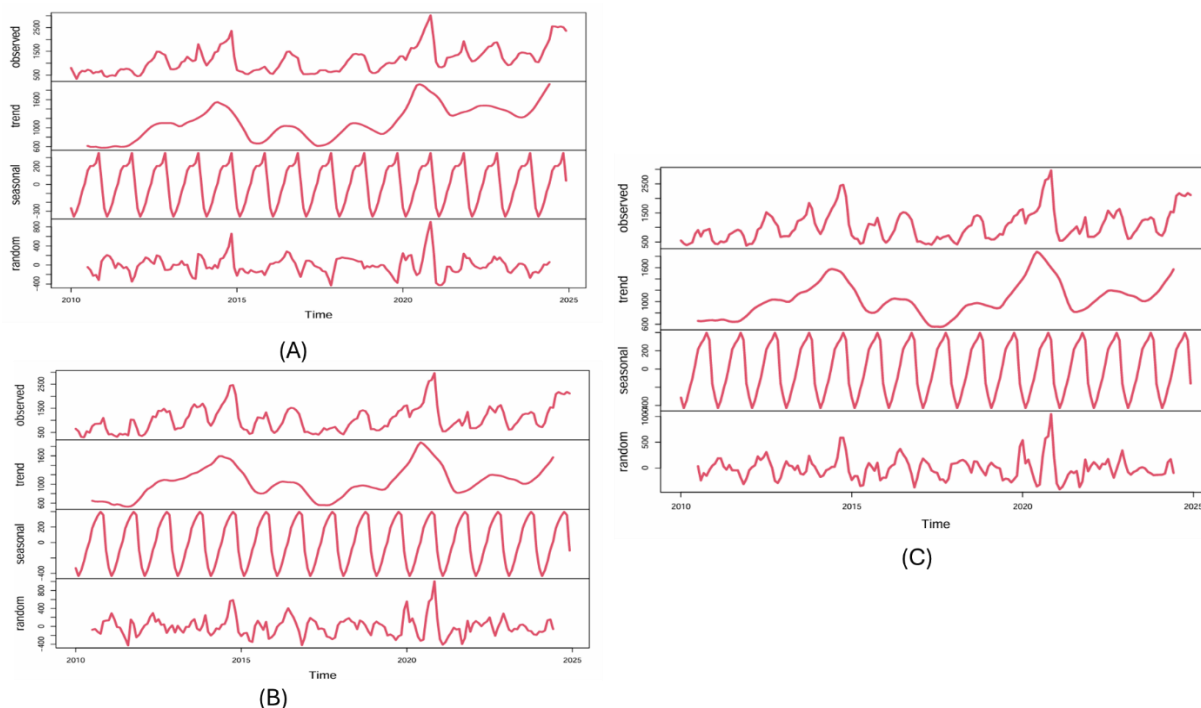 observed
500 1500 2500
trend
600 1000 1600
seasonal
-300 0 200
random
-400 0 400 800
2010 2015 2020 2025
Time
(A)
observed
500 1500 2500
trend
600 1000 1600
seasonal
-400 0 200
random
-400 0 400 800
2010 2015 2020 2025
Time
(B)
observed
500 1500 2500
trend
600 1000 1600
seasonal
0 200
random
0 500 1000
2010 2015 2020 2025
Time
(C)